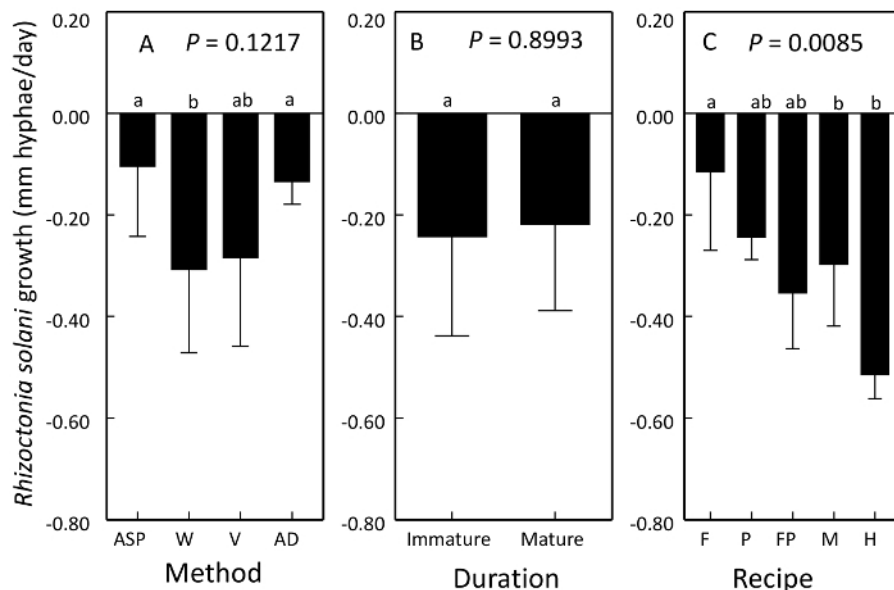 Rhizoctonia solani growth (mm hyphae/day)
A P = 0.1217
0.20
0.00
-0.20
-0.40
-0.60
-0.80
a b ab a
ASP W V AD
Method
B P = 0.8993
0.20
0.00
-0.20
-0.40
-0.60
-0.80
a a
Immature Mature
Duration
C P = 0.0085
0.20
0.00
-0.20
-0.40
-0.60
-0.80
a ab ab b b
F P FP M H
Recipe